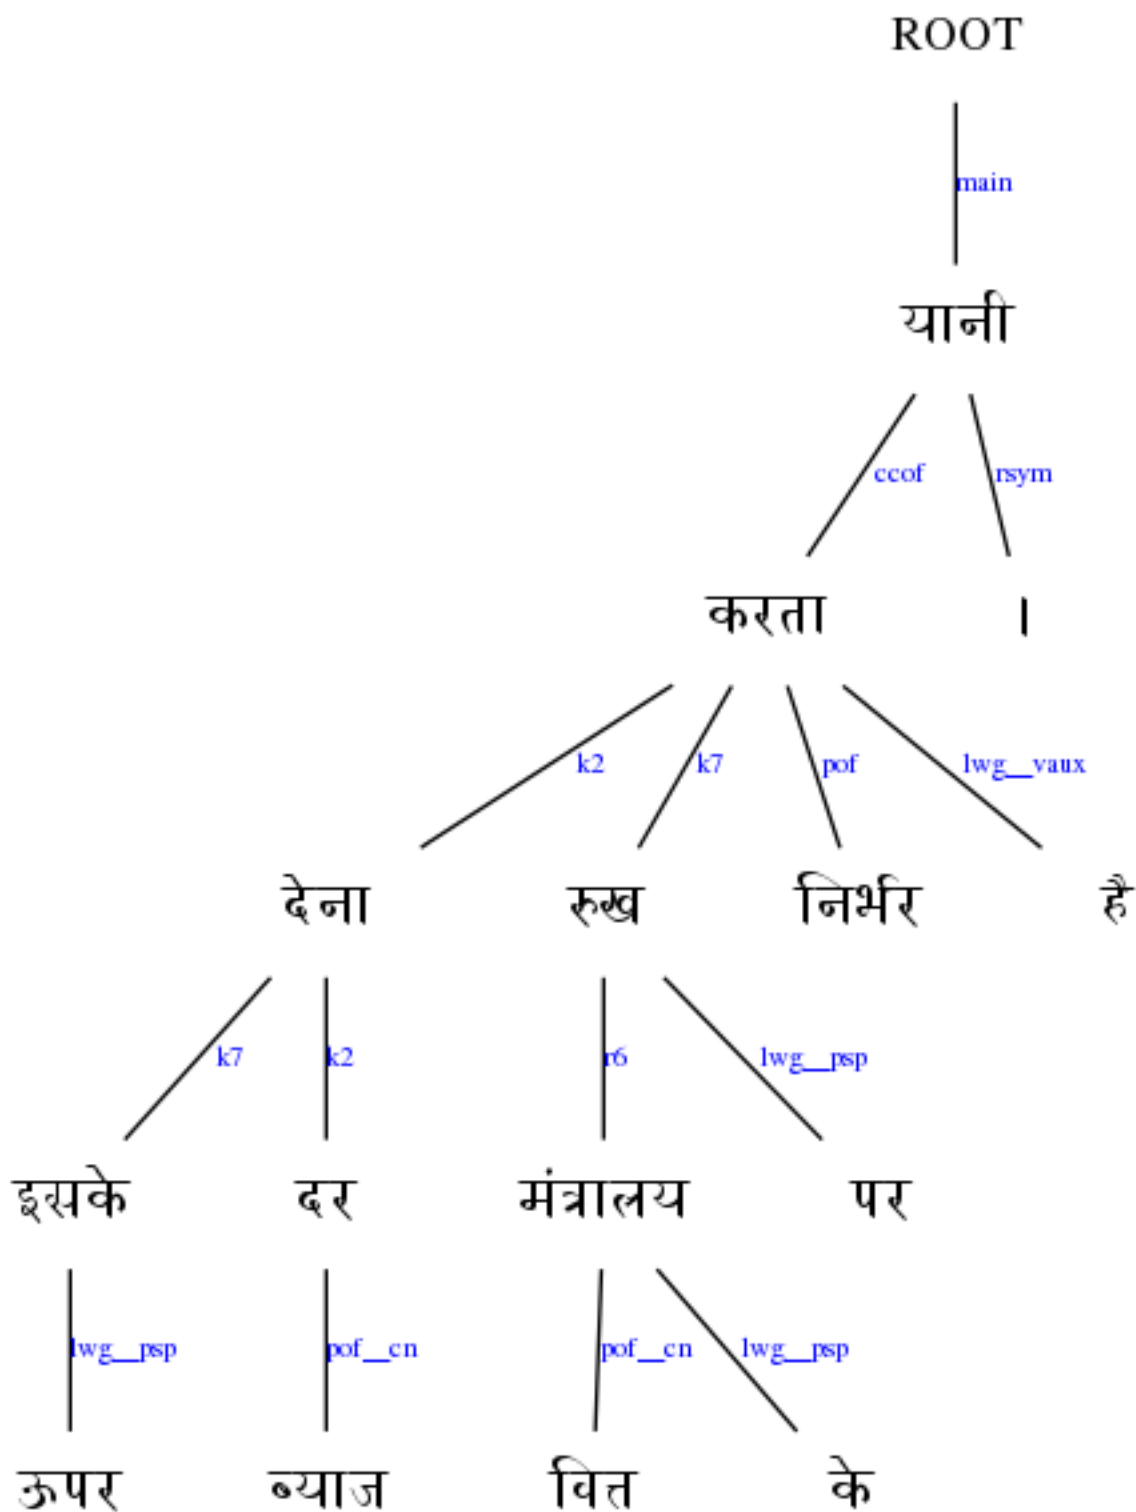 ROOT
main
यानी
ccof rsym
करता ।
k2 k7 pof lwg__vaux
देना रुख निर्भर है
k7 k2 r6 lwg__psp
इसके दर मंत्रालय पर
lwg__psp pof__cn pof__cn lwg__psp
ऊपर ब्याज वित्त के